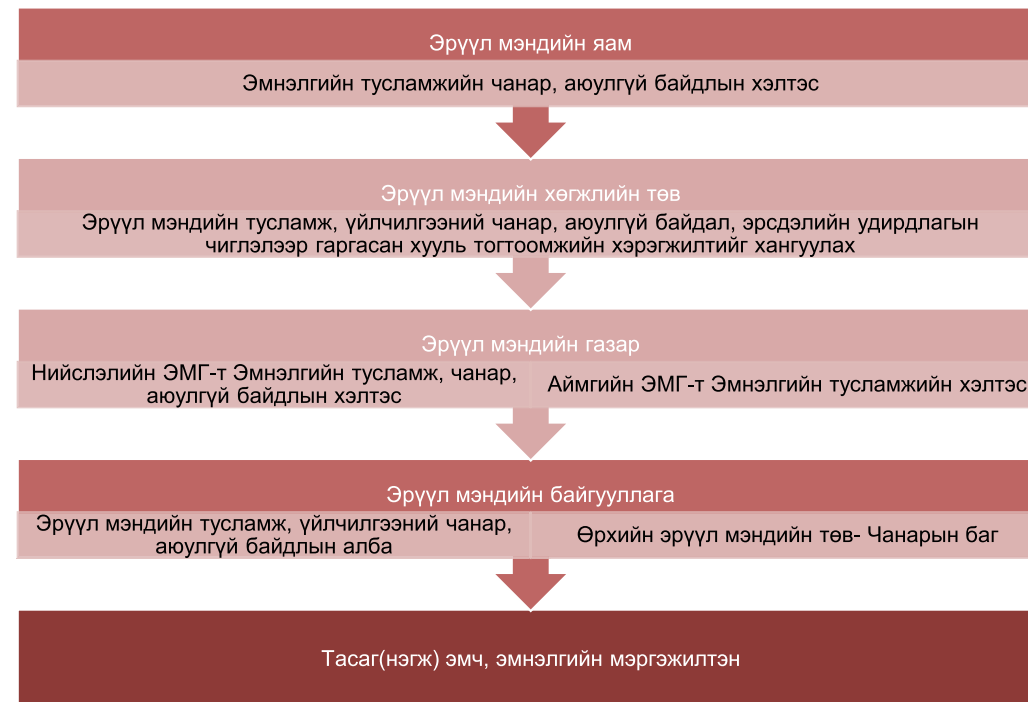 Эрүүл мэндийн яам
Эмнэлгийн тусламжийн чанар, аюулгүй байдлын хэлтэс
Эрүүл мэндийн хөгжлийн төв
Эрүүл мэндийн тусламж, үйлчилгээний чанар, аюулгүй байдал, эрсдэлийн удирдлагын
чиглэлээр гаргасан хууль тогтоомжийн хэрэгжилтийг хангуулах
Эрүүл мэндийн газар
Нийслэлийн ЭМГ-т Эмнэлгийн тусламж, чанар,
аюулгүй байдлын хэлтэс
Аймгийн ЭМГ-т Эмнэлгийн тусламжийн хэлтэс
Эрүүл мэндийн байгууллага
Эрүүл мэндийн тусламж, үйлчилгээний чанар,
аюулгүй байдлын алба
Өрхийн эрүүл мэндийн төв- Чанарын баг
Тасаг(нэгж) эмч, эмнэлгийн мэргэжилтэн